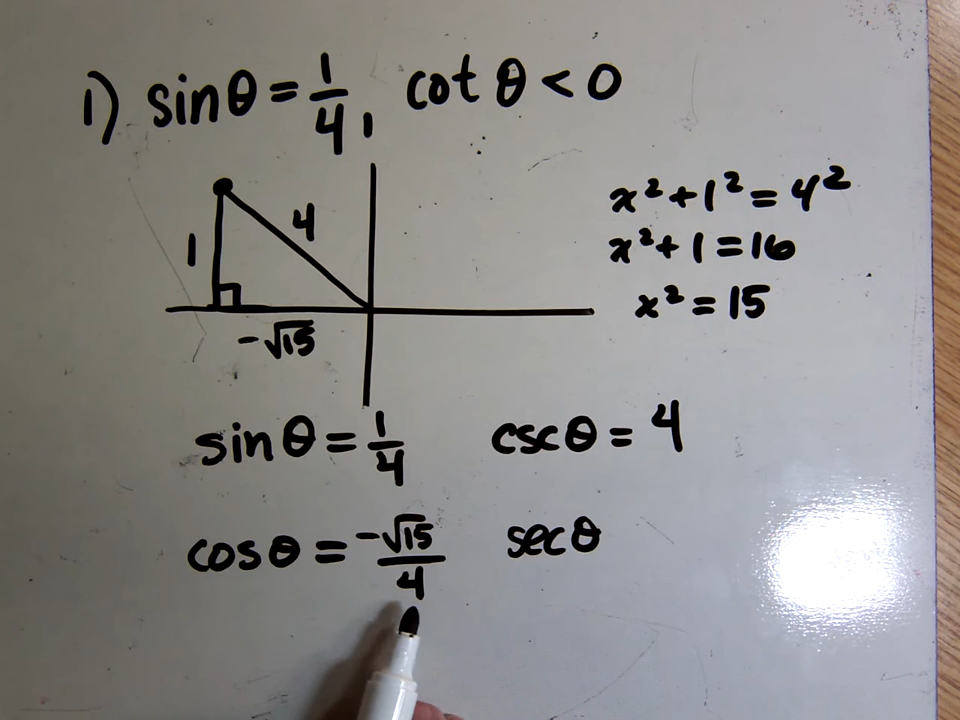 1) sinθ = 1/4, cot θ < 0
1
4
-√15
x² + 1² = 4²
x² + 1 = 16
x² = 15
sinθ = 1/4
cscθ = 4
cosθ = -√15/4
secθ